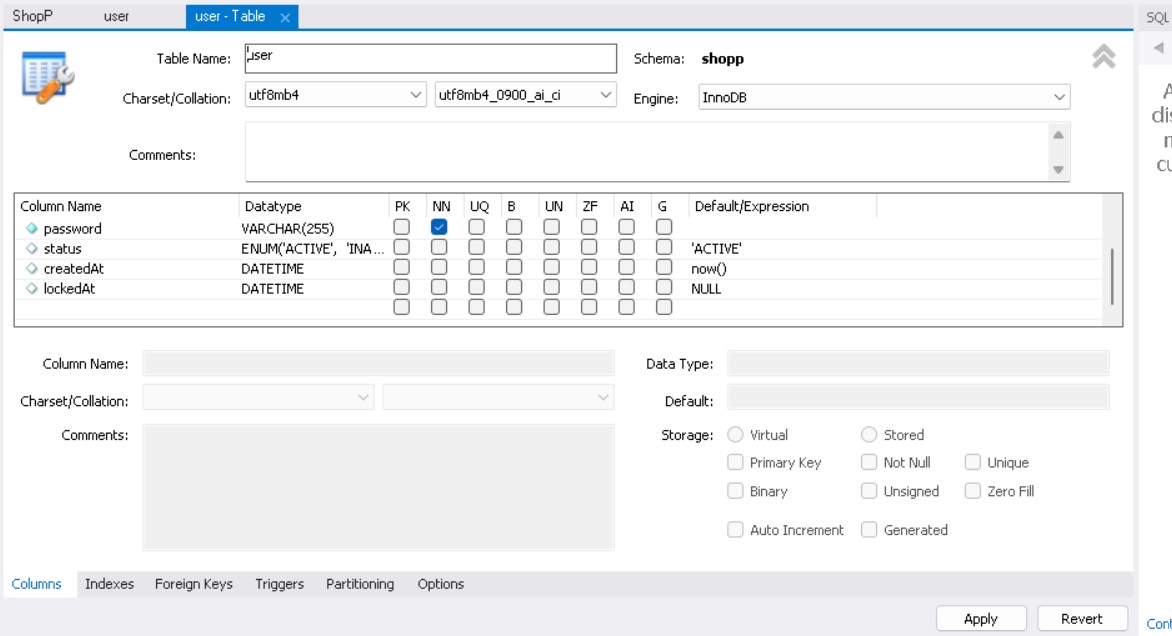 ShopP user user - Table SQL
Table Name: user Schema: shopp
Charset/Collation: utf8mb4 utf8mb4_0900_ai_ci Engine: InnoDB
Comments:
Column Name Datatype PK NN UQ B UN ZF AI G Default/Expression
password VARCHAR(255)
status ENUM('ACTIVE', 'INA... 'ACTIVE'
createdAt DATETIME now()
lockedAt DATETIME NULL
Column Name: Data Type:
Charset/Collation: Default:
Comments: Storage: Virtual Stored
Primary Key Not Null Unique
Binary Unsigned Zero Fill
Auto Increment Generated
Columns Indexes Foreign Keys Triggers Partitioning Options
Apply Revert